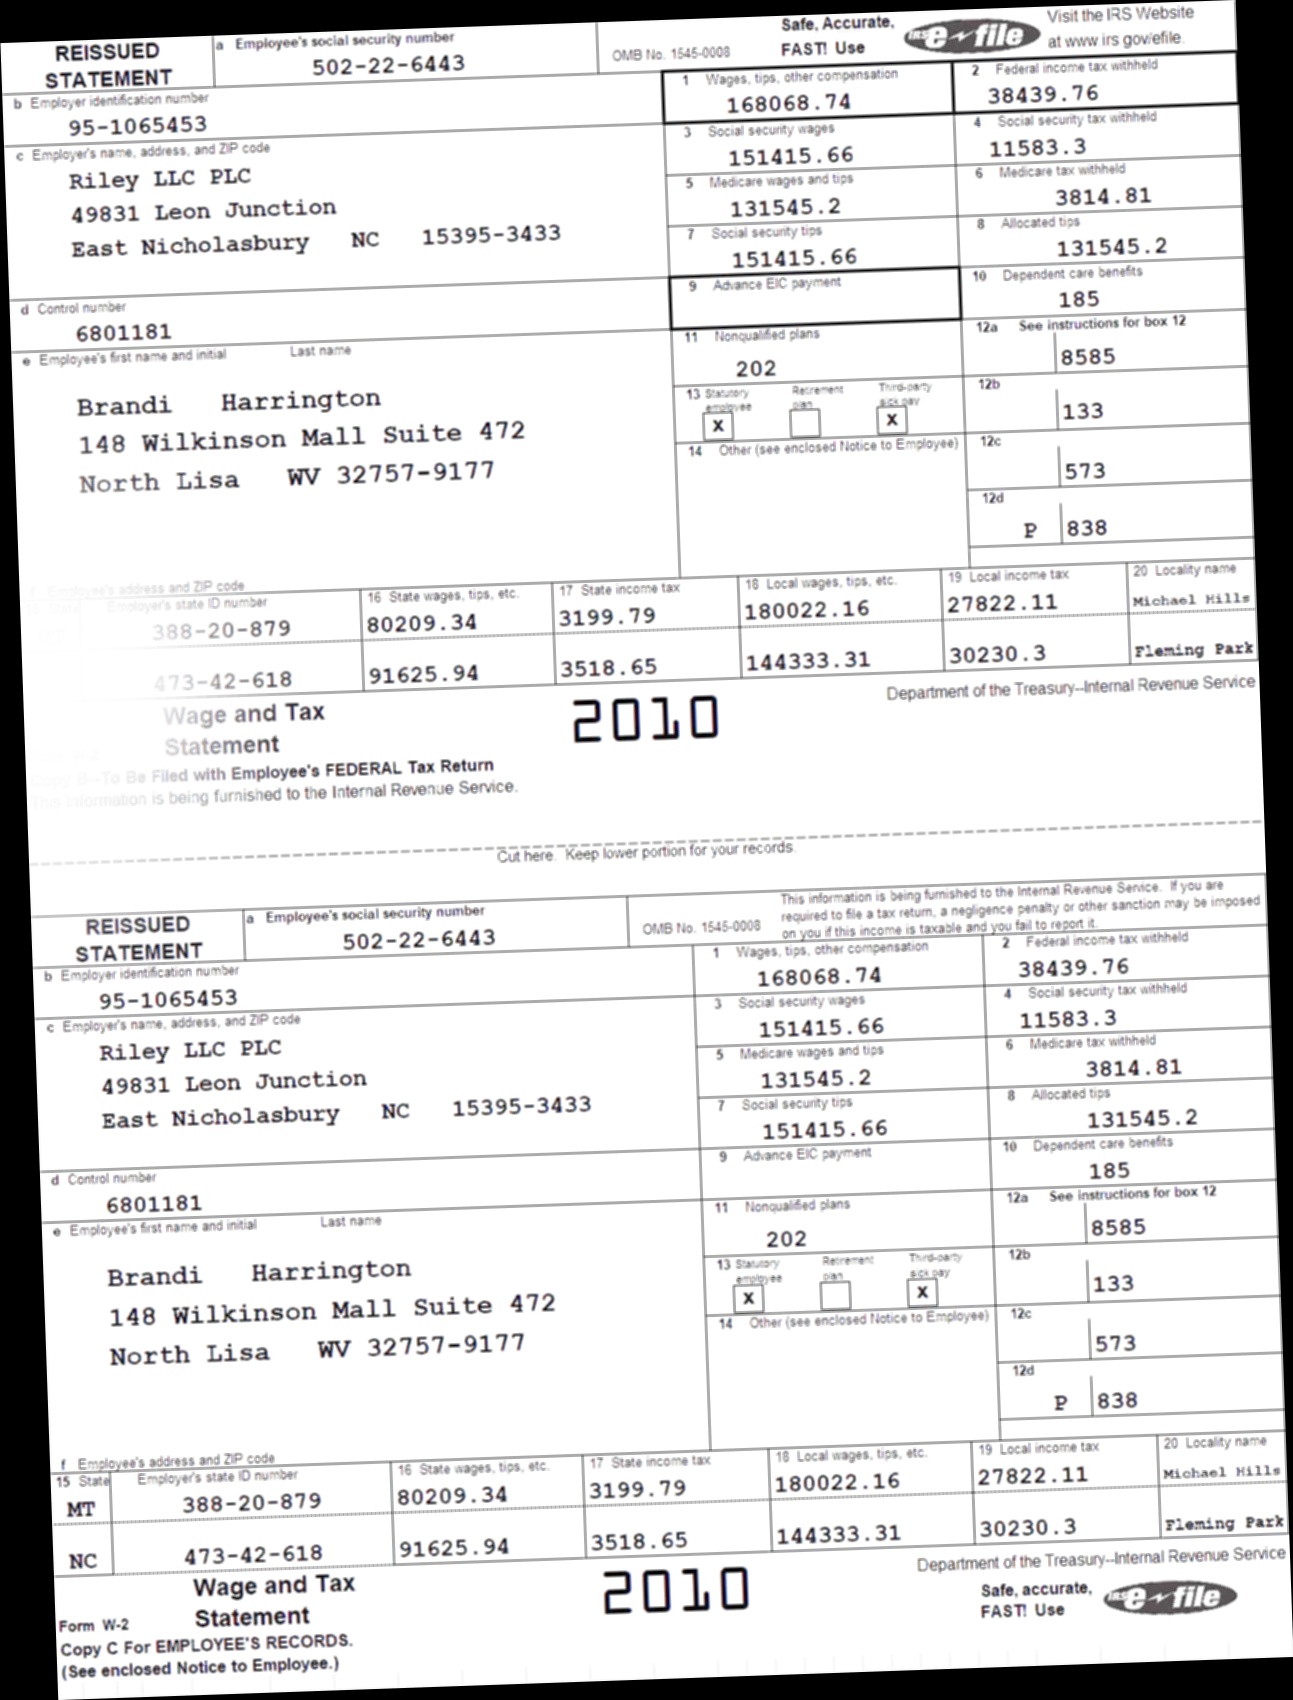 REISSUED STATEMENT
a Employee's social security number
502-22-6443
OMB No. 1545-0008
Safe, Accurate, FAST! Use
IRS e-file
Visit the IRS Website at www irs gov/efile.
b Employer identification number
95-1065453
1 Wages, tips, other compensation
168068.74
2 Federal income tax withheld
38439.76
c Employer's name, address, and ZIP code
Riley LLC PLC
49831 Leon Junction
East Nicholasbury NC 15395-3433
3 Social security wages
151415.66
4 Social security tax withheld
11583.3
5 Medicare wages and tips
131545.2
6 Medicare tax withheld
3814.81
7 Social security tips
151415.66
8 Allocated tips
131545.2
d Control number
6801181
9 Advance EIC payment
10 Dependent care benefits
185
e Employee's first name and initial Last name
Brandi Harrington
148 Wilkinson Mall Suite 472
North Lisa WV 32757-9177
11 Nonqualified plans
202
12a See instructions for box 12
8585
13 Statutory employee
X
Retirement plan
Third-party sick pay
X
12b
133
14 Other (see enclosed Notice to Employee)
12c
573
12d
P 838
f Employee's address and ZIP code
Employer's state ID number
16 State wages, tips, etc.
17 State income tax
18 Local wages, tips, etc.
19 Local income tax
20 Locality name
388-20-879 80209.34 3199.79 180022.16 27822.11 Michael Hills
473-42-618 91625.94 3518.65 144333.31 30230.3 Fleming Park
Wage and Tax
Statement
2010
Department of the Treasury--Internal Revenue Service
Copy B--To Be Filed with Employee's FEDERAL Tax Return
This information is being furnished to the Internal Revenue Service.
Cut here. Keep lower portion for your records.
REISSUED STATEMENT
a Employee's social security number
502-22-6443
OMB No. 1545-0008
This information is being furnished to the Internal Revenue Service. If you are
required to file a tax return, a negligence penalty or other sanction may be imposed
on you if this income is taxable and you fail to report it.
b Employer identification number
95-1065453
1 Wages, tips, other compensation
168068.74
2 Federal income tax withheld
38439.76
c Employer's name, address, and ZIP code
Riley LLC PLC
49831 Leon Junction
East Nicholasbury NC 15395-3433
3 Social security wages
151415.66
4 Social security tax withheld
11583.3
5 Medicare wages and tips
131545.2
6 Medicare tax withheld
3814.81
7 Social security tips
151415.66
8 Allocated tips
131545.2
d Control number
6801181
9 Advance EIC payment
10 Dependent care benefits
185
e Employee's first name and initial Last name
Brandi Harrington
148 Wilkinson Mall Suite 472
North Lisa WV 32757-9177
11 Nonqualified plans
202
12a See instructions for box 12
8585
13 Statutory employee
X
Retirement plan
Third-party sick pay
X
12b
133
14 Other (see enclosed Notice to Employee)
12c
573
12d
P 838
f Employee's address and ZIP code
15 State
Employer's state ID number
16 State wages, tips, etc.
17 State income tax
18 Local wages, tips, etc.
19 Local income tax
20 Locality name
MT 388-20-879 80209.34 3199.79 180022.16 27822.11 Michael Hills
NC 473-42-618 91625.94 3518.65 144333.31 30230.3 Fleming Park
Form W-2
Wage and Tax
Statement
2010
Department of the Treasury--Internal Revenue Service
Safe, accurate,
FAST! Use
IRS e-file
Copy C For EMPLOYEE'S RECORDS.
(See enclosed Notice to Employee.)